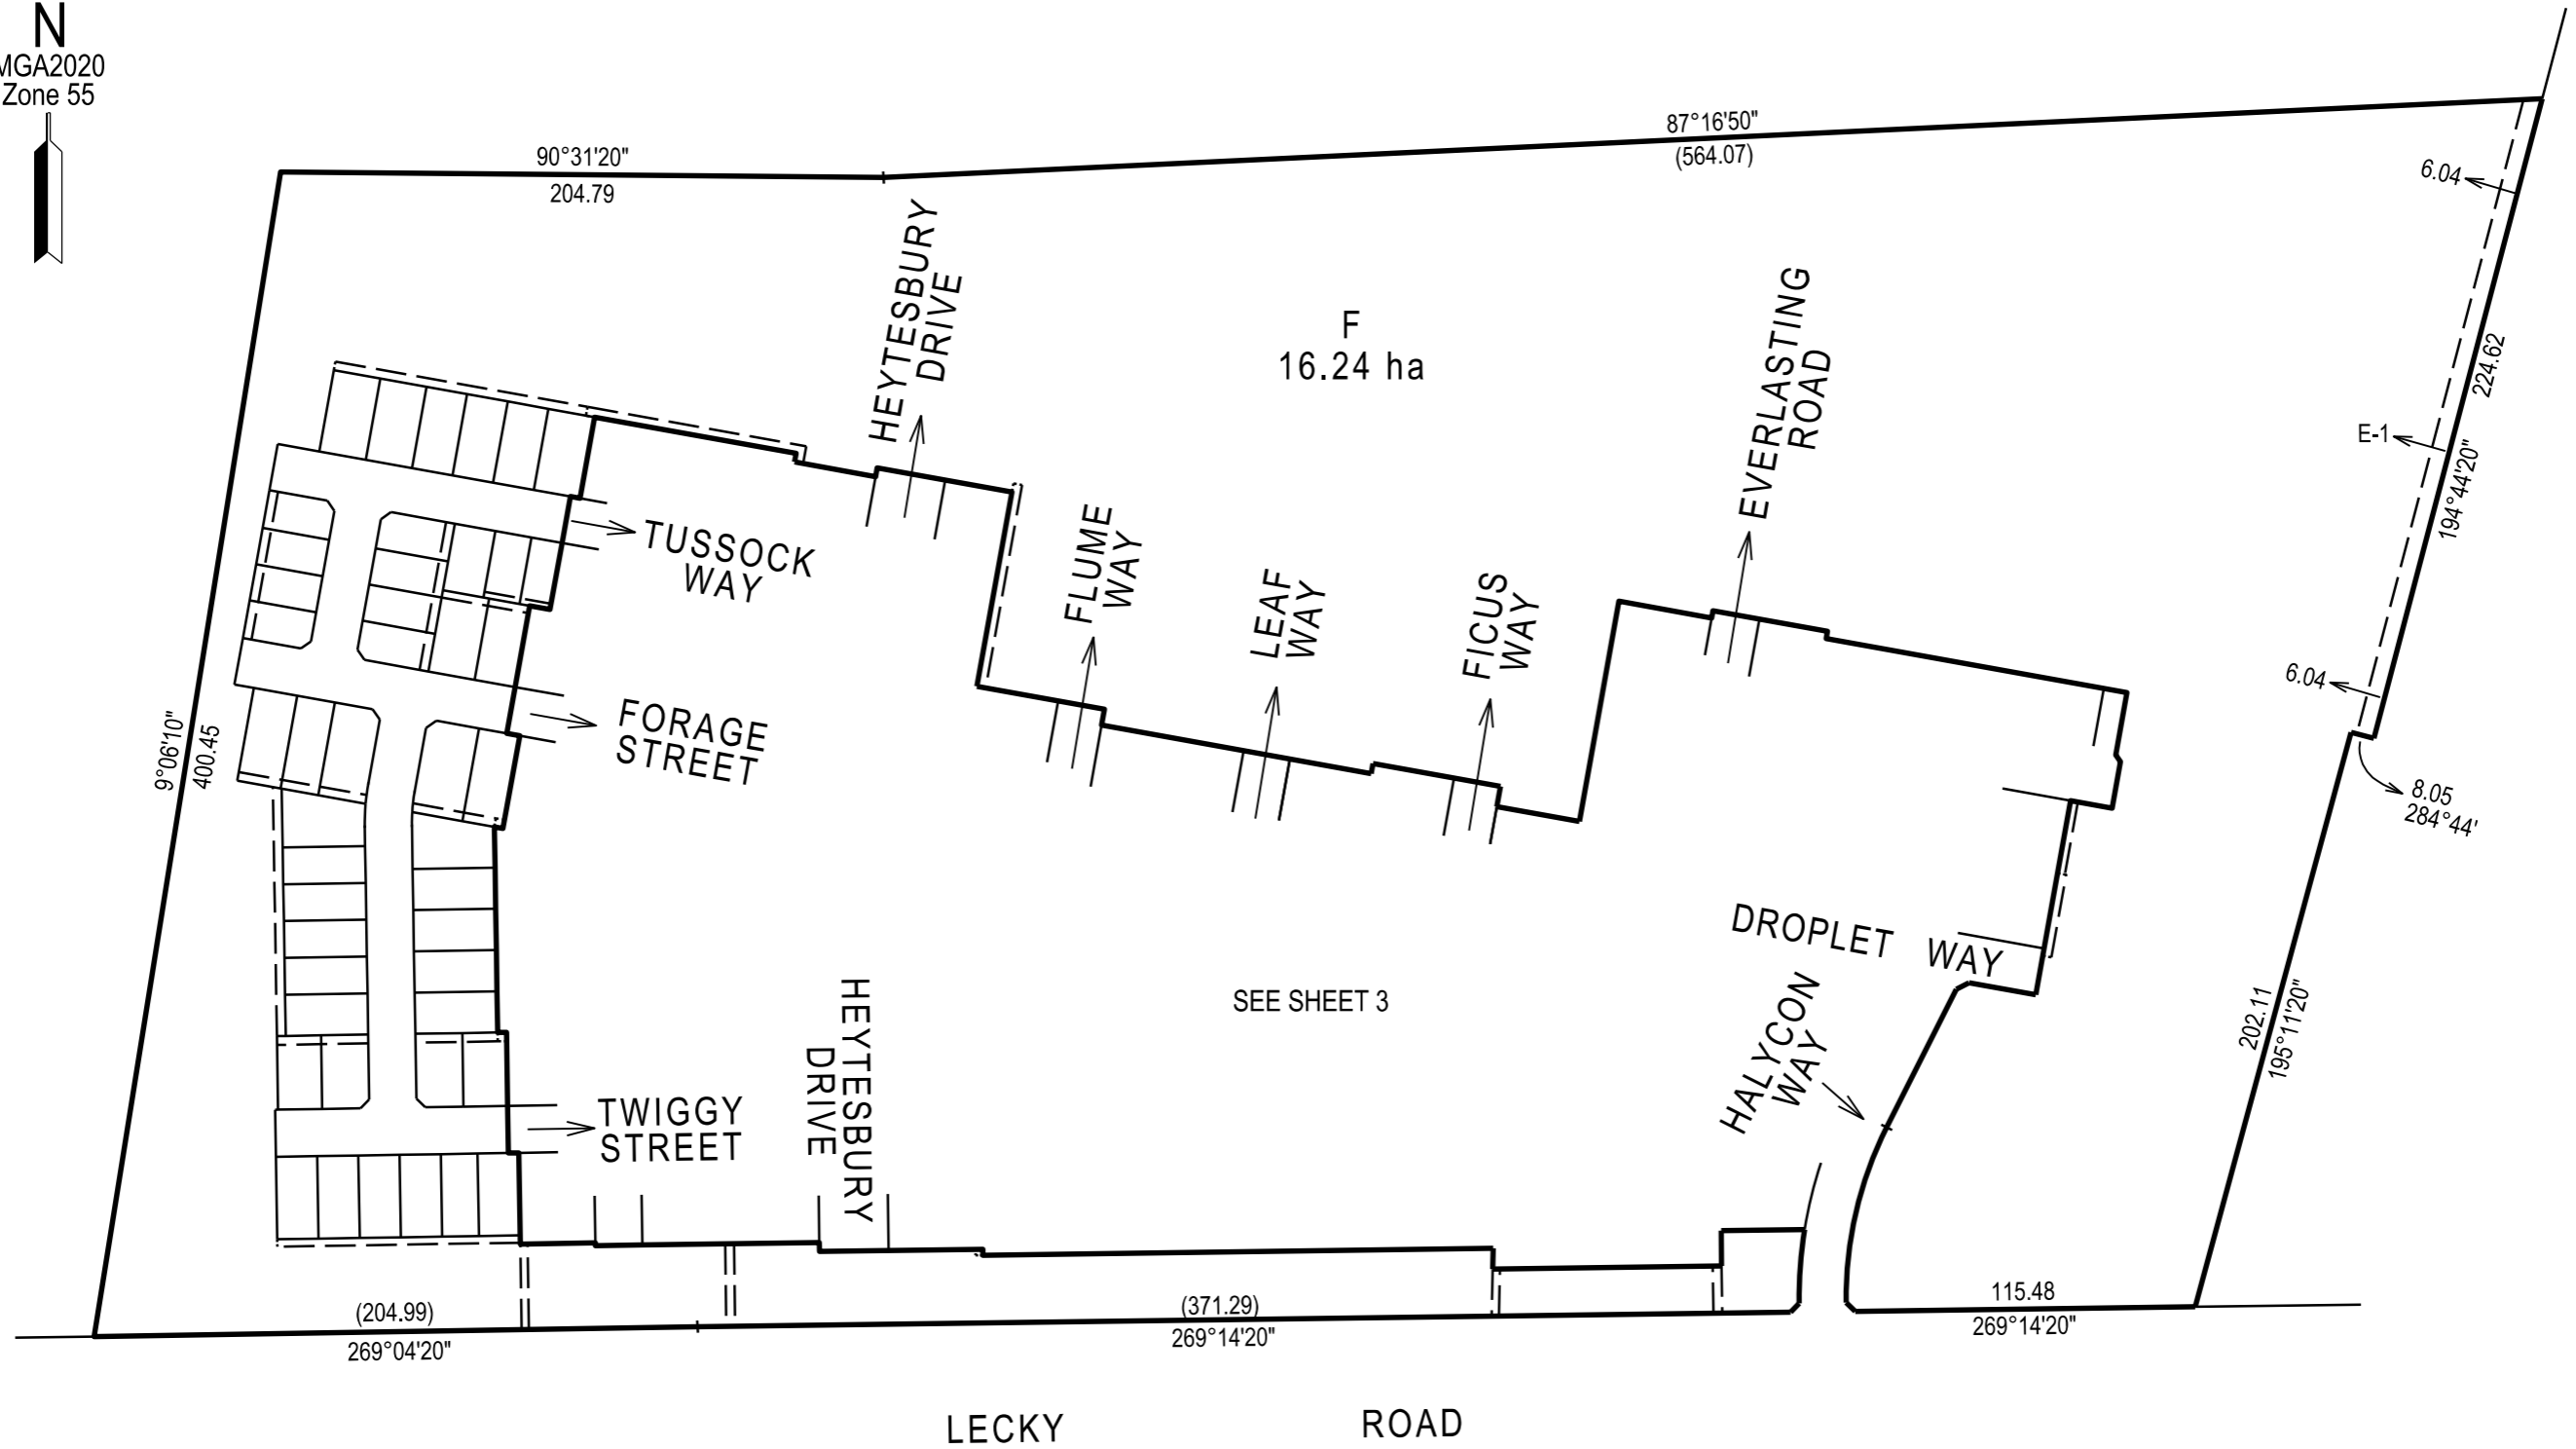 N
MGA2020
Zone 55
90°31'20"
204.79
87°16'50"
(564.07)
6.04
HEYTESBURY
DRIVE
F
16.24 ha
EVERLASTING
ROAD
224.62
194°44'20"
E-1
TUSSOCK
WAY
FLUME
WAY
LEAF
WAY
FICUS
WAY
6.04
FORAGE
STREET
9°06'10"
400.45
8.05
284°44'
DROPLET WAY
SEE SHEET 3
HALYCON
WAY
202.11
195°11'20"
HEYTESBURY
DRIVE
TWIGGY
STREET
(204.99)
269°04'20"
(371.29)
269°14'20"
115.48
269°14'20"
LECKY ROAD